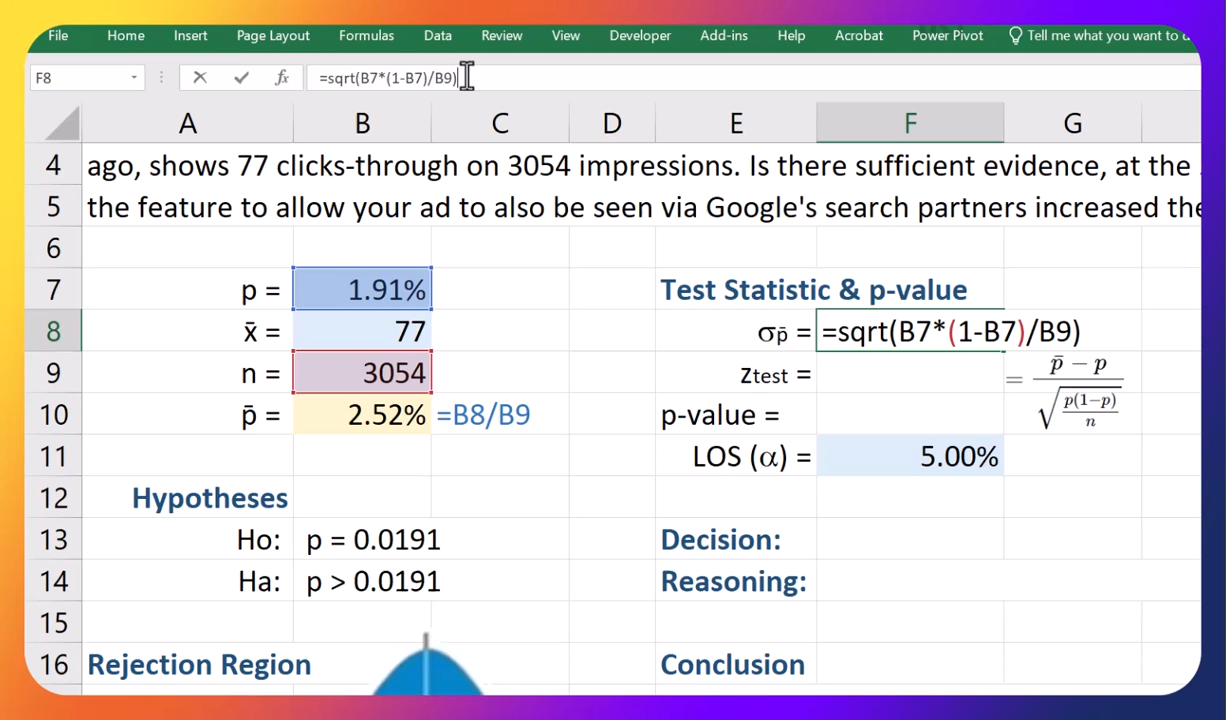 File Home Insert Page Layout Formulas Data Review View Developer Add-ins Help Acrobat Power Pivot Tell me what you want to
F8 fx =sqrt(B7*(1-B7)/B9)
A B C D E F G
4 ago, shows 77 clicks-through on 3054 impressions. Is there sufficient evidence, at the
5 the feature to allow your ad to also be seen via Google's search partners increased the
6
7 p = 1.91% Test Statistic & p-value
8 x̄ = 77 σp̄ = =sqrt(B7*(1-B7)/B9)
9 n = 3054 ztest = = p̄ − p / √p(1−p)/n
10 p̄ = 2.52% =B8/B9 p-value =
11 LOS (α) = 5.00%
12 Hypotheses
13 Ho: p = 0.0191 Decision:
14 Ha: p > 0.0191 Reasoning:
15
16 Rejection Region Conclusion